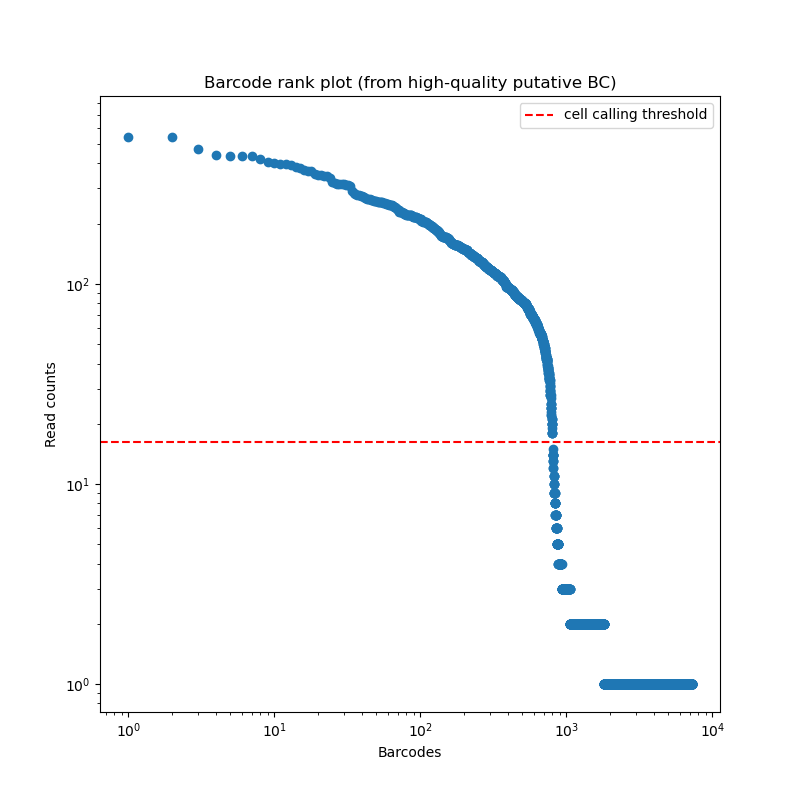 Barcode rank plot (from high-quality putative BC)
cell calling threshold
Read counts
10²
10¹
10⁰
10⁰ 10¹ 10² 10³ 10⁴
Barcodes